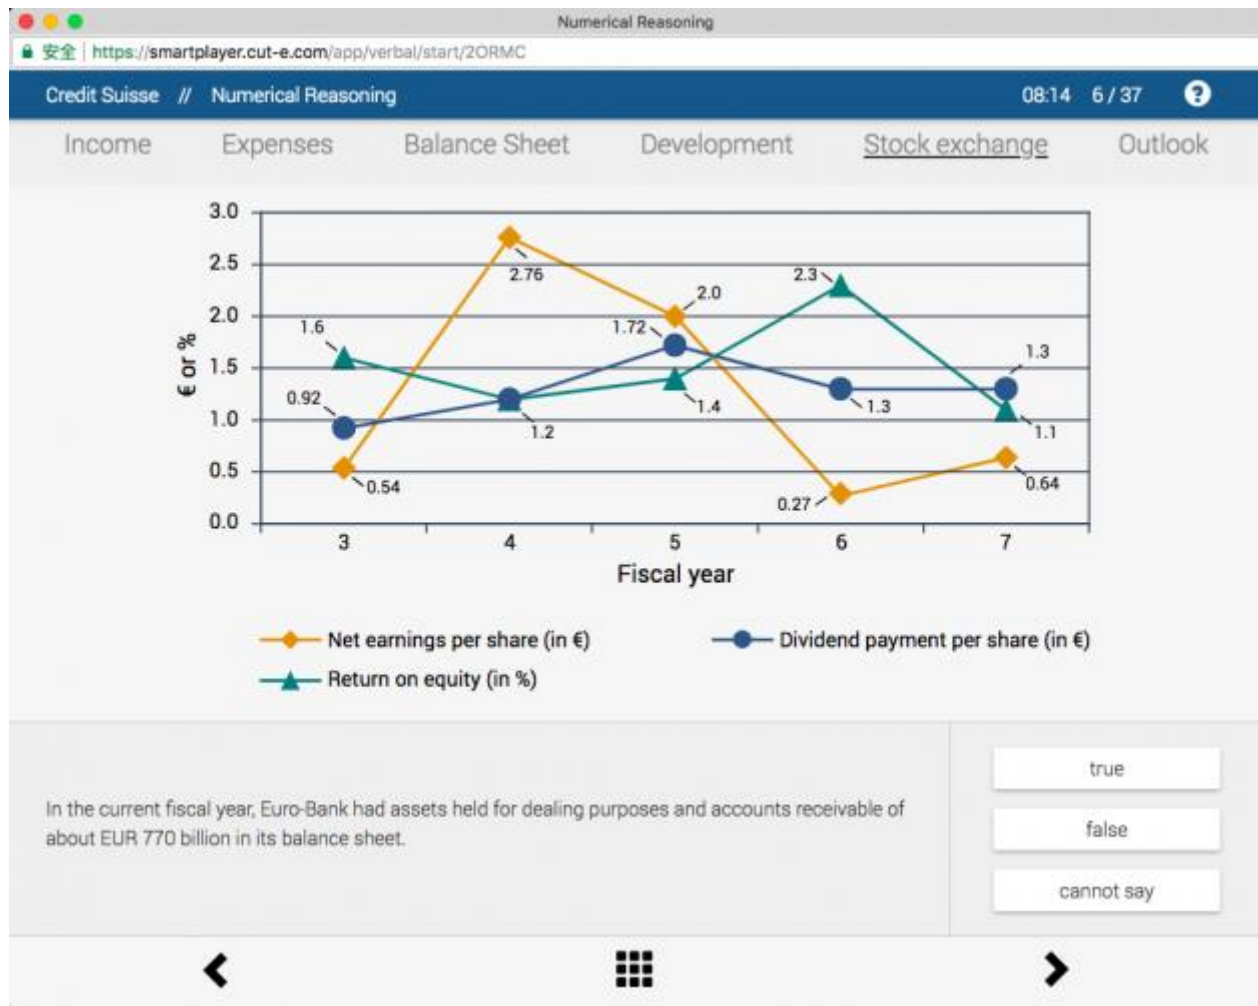 Numerical Reasoning
安全 | https://smartplayer.cut-e.com/app/verbal/start/2ORMC
Credit Suisse // Numerical Reasoning 08:14 6 / 37 ?
Income Expenses Balance Sheet Development Stock exchange Outlook
3.0
2.5
2.0
1.5
1.0
0.5
0.0
€ or %
1.6
0.92
0.54
2.76
1.2
2.0
1.72
1.4
2.3
1.3
0.27
1.3
1.1
0.64
3 4 5 6 7
Fiscal year
Net earnings per share (in €) Dividend payment per share (in €)
Return on equity (in %)
In the current fiscal year, Euro-Bank had assets held for dealing purposes and accounts receivable of
about EUR 770 billion in its balance sheet.
true
false
cannot say